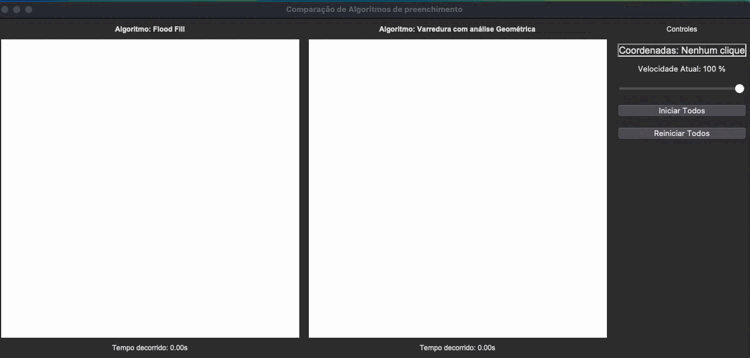 Comparação de Algoritmos de preenchimento
Algoritmo: Flood Fill
Algoritmo: Varredura com análise Geométrica
Controles
Coordenadas: Nenhum clique
Velocidade Atual: 100 %
Iniciar Todos
Reiniciar Todos
Tempo decorrido: 0.00s
Tempo decorrido: 0.00s